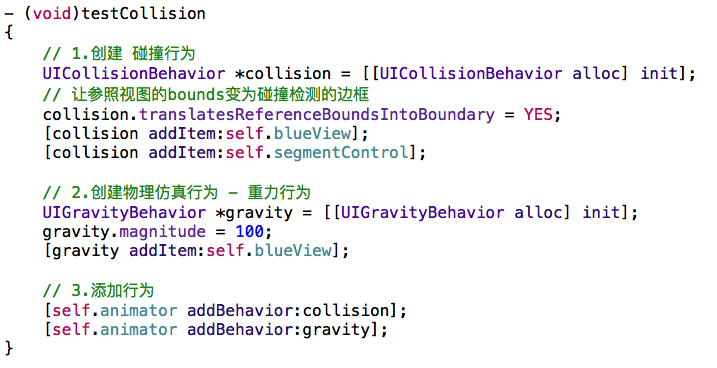 - (void)testCollision
{
    // 1.创建 碰撞行为
    UICollisionBehavior *collision = [[UICollisionBehavior alloc] init];
    // 让参照视图的bounds变为碰撞检测的边框
    collision.translatesReferenceBoundsIntoBoundary = YES;
    [collision addItem:self.blueView];
    [collision addItem:self.segmentControl];

    // 2.创建物理仿真行为 - 重力行为
    UIGravityBehavior *gravity = [[UIGravityBehavior alloc] init];
    gravity.magnitude = 100;
    [gravity addItem:self.blueView];

    // 3.添加行为
    [self.animator addBehavior:collision];
    [self.animator addBehavior:gravity];
}